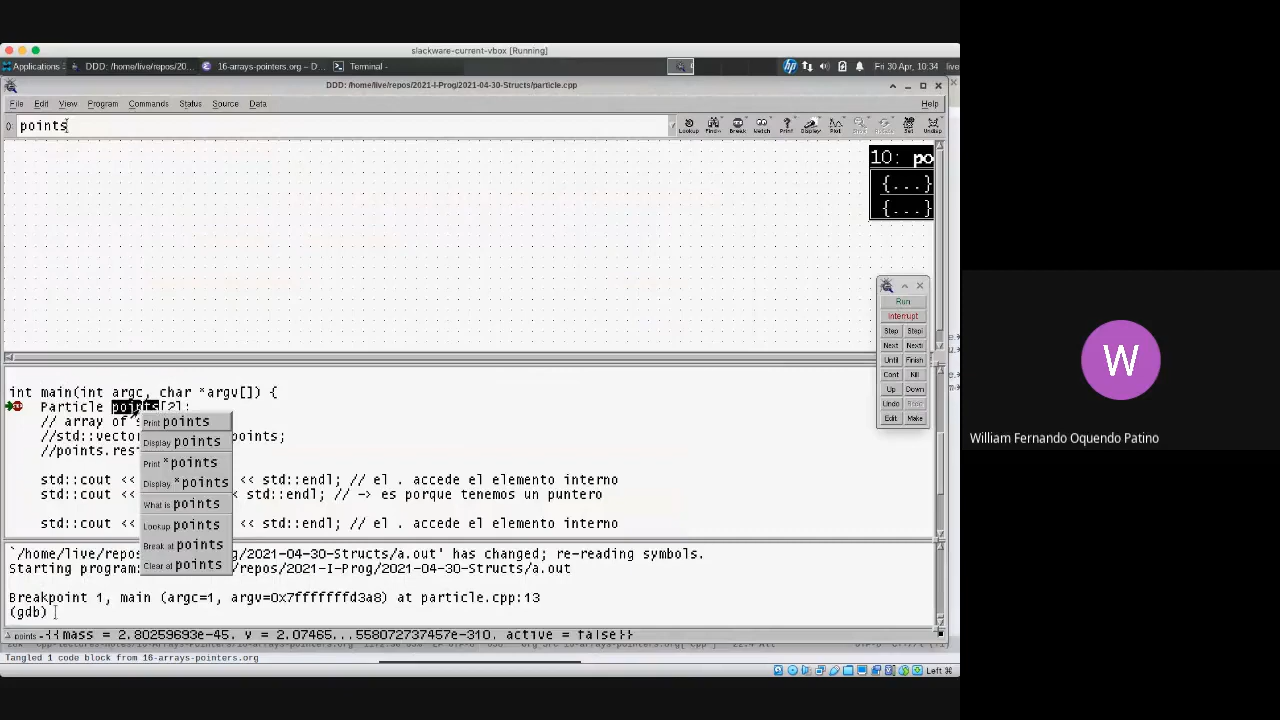 slackware-current-vbox [Running]
Applications DDD: /home/live/repos/20... 16-arrays-pointers.org – D... Terminal - Fri 30 Apr, 10:34 live
DDD: /home/live/repos/2021-I-Prog/2021-04-30-Structs/particle.cpp
File Edit View Program Commands Status Source Data Help
0: points
Lookup Find» Break Watch Print Display Plot Show Rotate Set Undisp
10: po
{...}
{...}
Run
Interrupt
Step Stepi
Next Nexti
Until Finish
Cont Kill
Up Down
Undo Redo
Edit Make
int main(int argc, char *argv[]) {
Particle points[2];
// array of s
//std::vector points;
//points.res
std::cout << << std::endl; // el . accede el elemento interno
std::cout << < std::endl; // -> es porque tenemos un puntero
std::cout << << std::endl; // el . accede el elemento interno
Print points
Display points
Print *points
Display *points
What is points
Lookup points
Break at points
Clear at points
`/home/live/repos g/2021-04-30-Structs/a.out' has changed; re-reading symbols.
Starting program: /repos/2021-I-Prog/2021-04-30-Structs/a.out
Breakpoint 1, main (argc=1, argv=0x7fffffffd3a8) at particle.cpp:13
(gdb)
points = {{mass = 2.80259693e-45, v = 2.07465...558072737457e-310, active = false}}
Tangled 1 code block from 16-arrays-pointers.org
Left ⌘
W
William Fernando Oquendo Patino